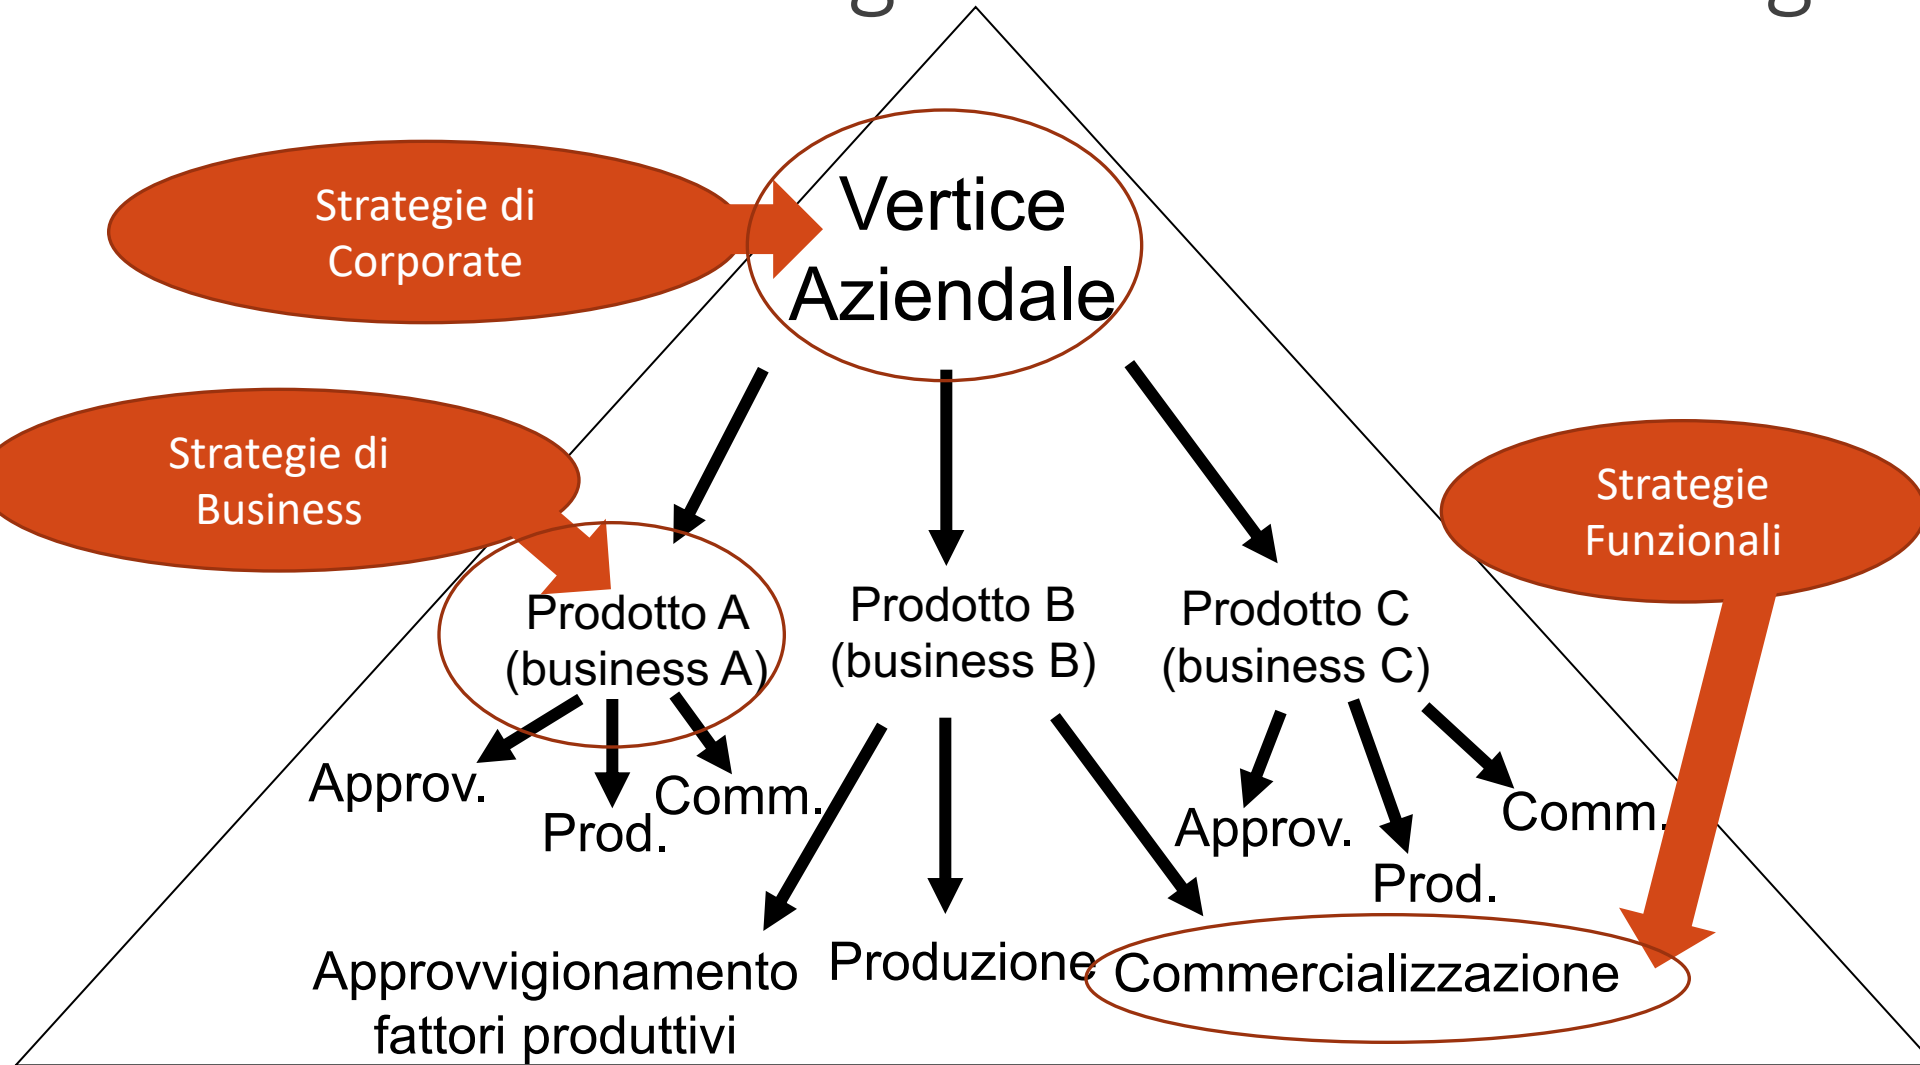 Strategie di
Corporate
Vertice
Aziendale
Strategie di
Business
Strategie
Funzionali
Prodotto A
(business A)
Prodotto B
(business B)
Prodotto C
(business C)
Approv.
Prod.
Comm.
Approv.
Prod.
Comm.
Approvvigionamento
fattori produttivi
Produzione
Commercializzazione